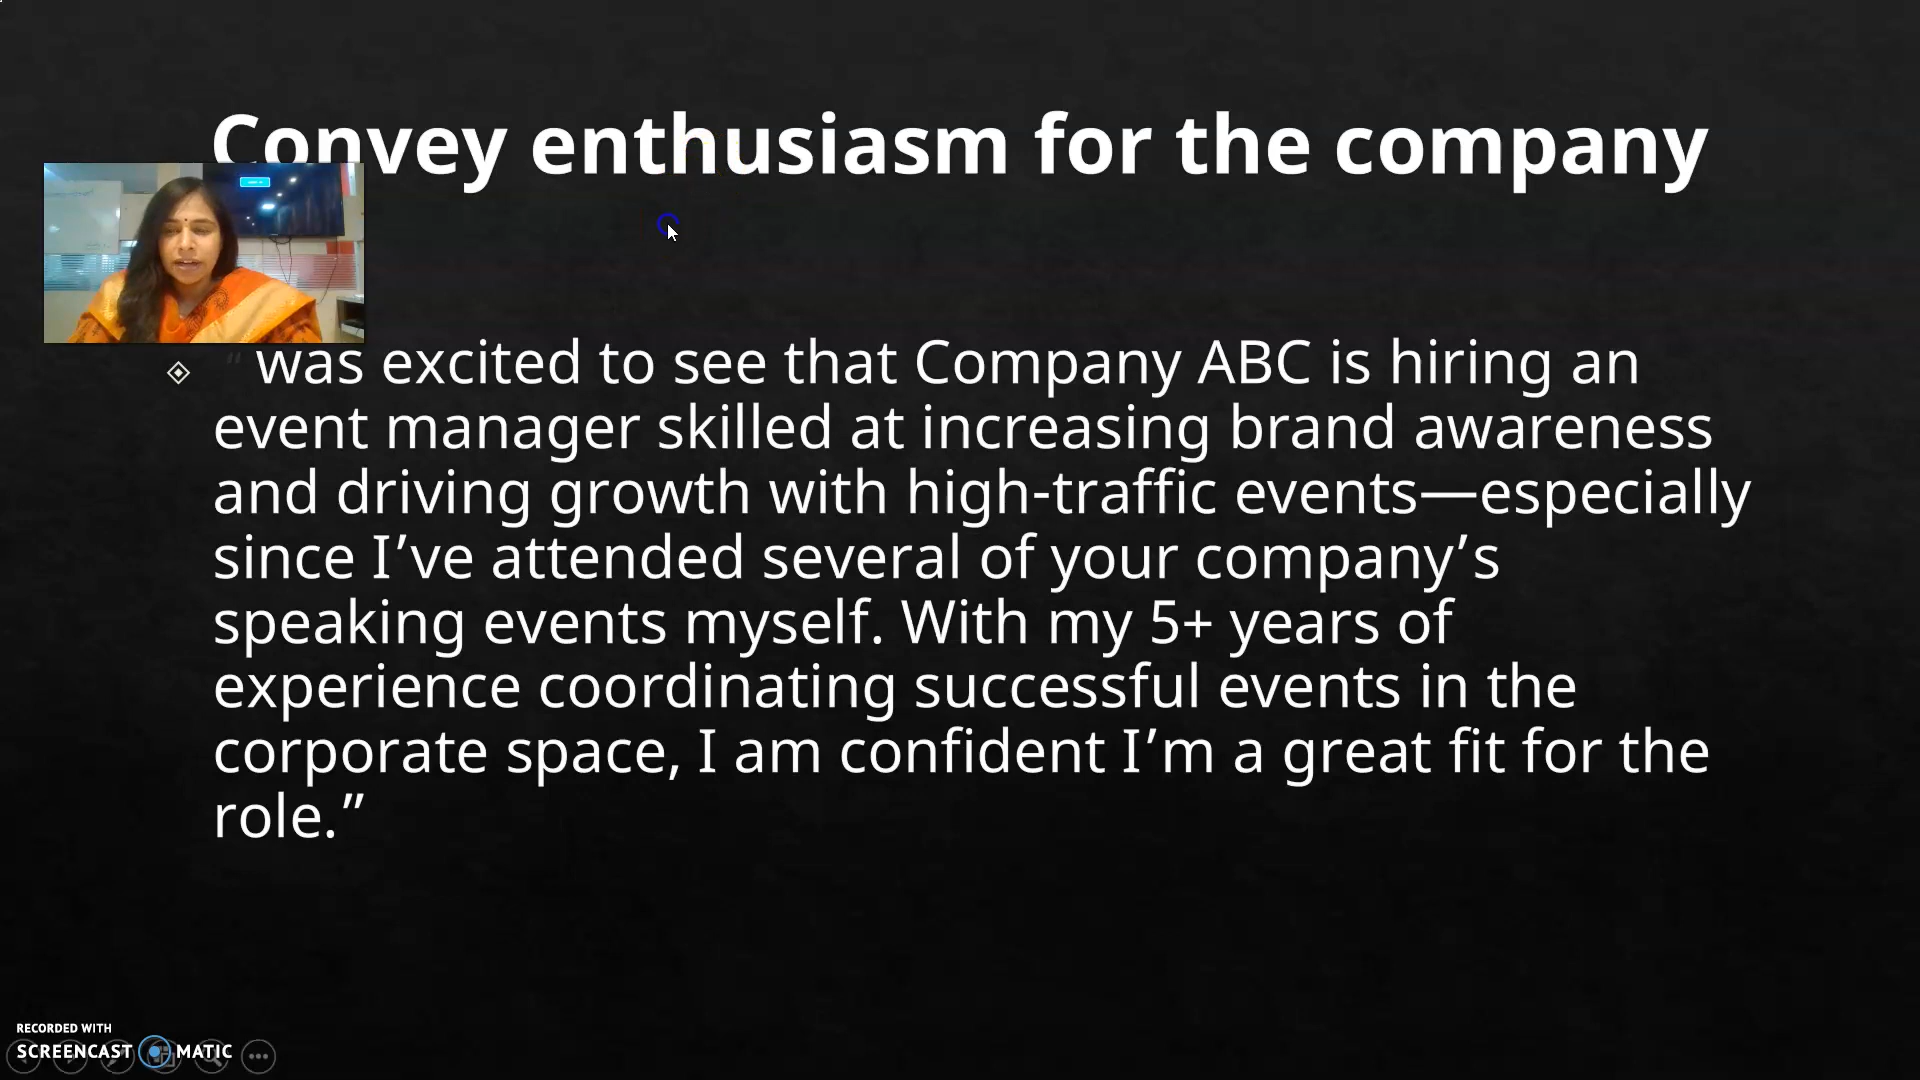 Convey enthusiasm for the company
“ was excited to see that Company ABC is hiring an
event manager skilled at increasing brand awareness
and driving growth with high-traffic events—especially
since I’ve attended several of your company’s
speaking events myself. With my 5+ years of
experience coordinating successful events in the
corporate space, I am confident I’m a great fit for the
role.”
RECORDED WITH
SCREENCAST MATIC